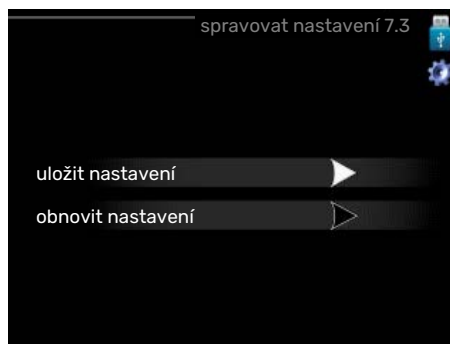 spravovat nastavení 7.3
uložit nastavení
obnovit nastavení